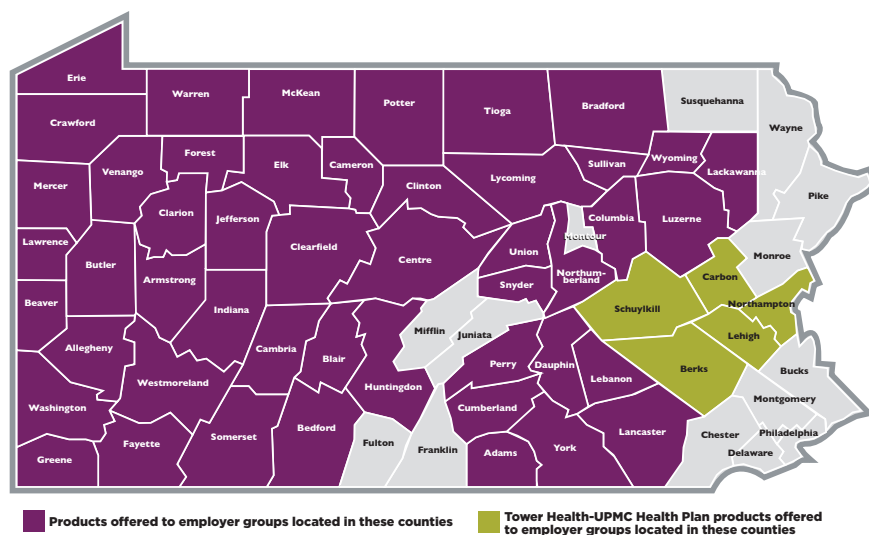 Erie
Warren
McKean
Potter
Tioga
Bradford
Susquehanna
Wayne
Crawford
Forest
Elk
Cameron
Clinton
Lycoming
Sullivan
Wyoming
Lackawanna
Venango
Mercer
Pike
Clarion
Jefferson
Clearfield
Centre
Union
Montour
Columbia
Luzerne
Lawrence
Butler
Armstrong
Monroe
Snyder
Northum-
berland
Carbon
Beaver
Indiana
Schuylkill
Northampton
Mifflin
Juniata
Lehigh
Allegheny
Cambria
Blair
Perry
Dauphin
Berks
Bucks
Westmoreland
Huntingdon
Lebanon
Montgomery
Washington
Cumberland
Bedford
Somerset
Fulton
Franklin
Lancaster
Chester
Philadelphia
Greene
Fayette
Adams
York
Delaware
Products offered to employer groups located in these counties
Tower Health-UPMC Health Plan products offered
to employer groups located in these counties